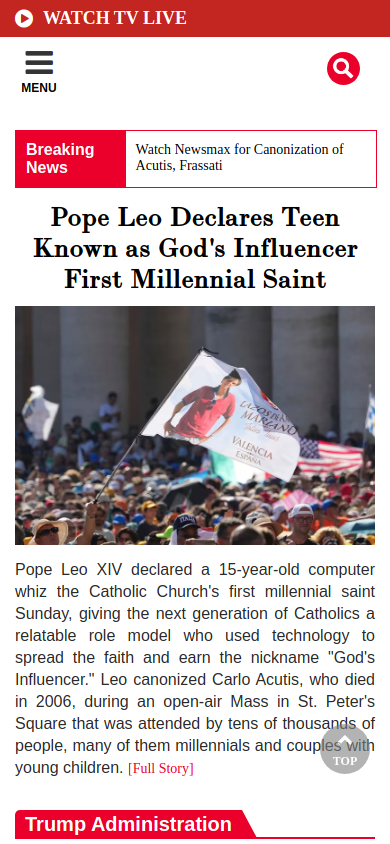 WATCH TV LIVE
MENU
Breaking
News
Watch Newsmax for Canonization of
Acutis, Frassati
Pope Leo Declares Teen
Known as God's Influencer
First Millennial Saint
LAZOS DE AMOR
MARIANO
VALENCIA
ESPAÑA
ITALIA
Pope Leo XIV declared a 15-year-old computer
whiz the Catholic Church's first millennial saint
Sunday, giving the next generation of Catholics a
relatable role model who used technology to
spread the faith and earn the nickname "God's
Influencer." Leo canonized Carlo Acutis, who died
in 2006, during an open-air Mass in St. Peter's
Square that was attended by tens of thousands of
people, many of them millennials and couples with
young children. [Full Story]
TOP
Trump Administration